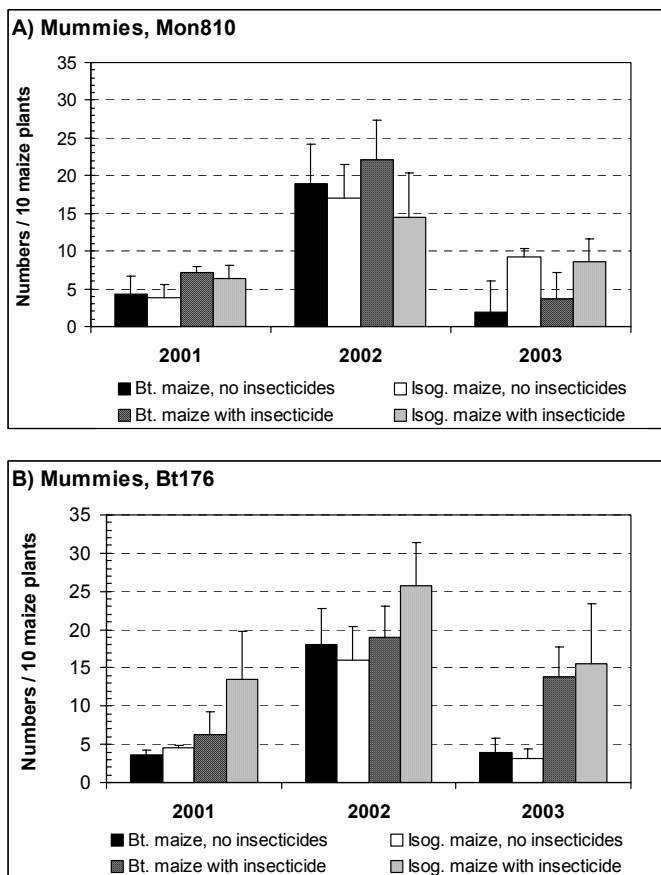 A) Mummies, Mon810
Numbers / 10 maize plants
35
30
25
20
15
10
5
0
2001 2002 2003
Bt. maize, no insecticides Isog. maize, no insecticides
Bt. maize with insecticide Isog. maize with insecticide
B) Mummies, Bt176
Numbers / 10 maize plants
35
30
25
20
15
10
5
0
2001 2002 2003
Bt. maize, no insecticides Isog. maize, no insecticides
Bt. maize with insecticide Isog. maize with insecticide